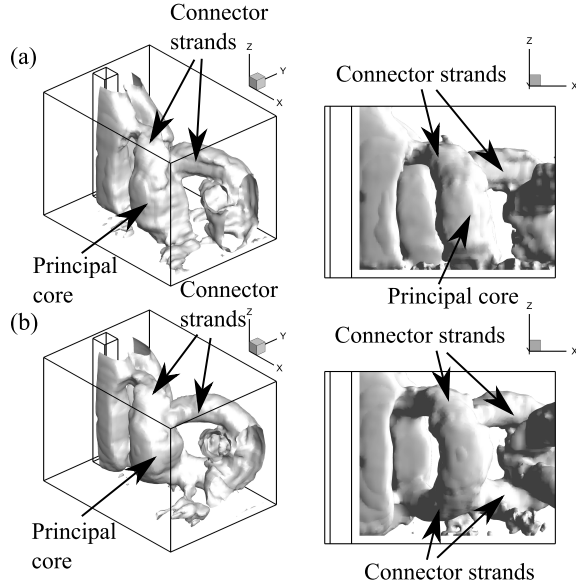 Connector
strands
(a)
Z
Y
X
Principal
core
Z
Y
X
Connector strands
Principal core
Connector
strands
(b)
Z
Y
X
Principal
core
Z
X
Connector strands
Connector strands